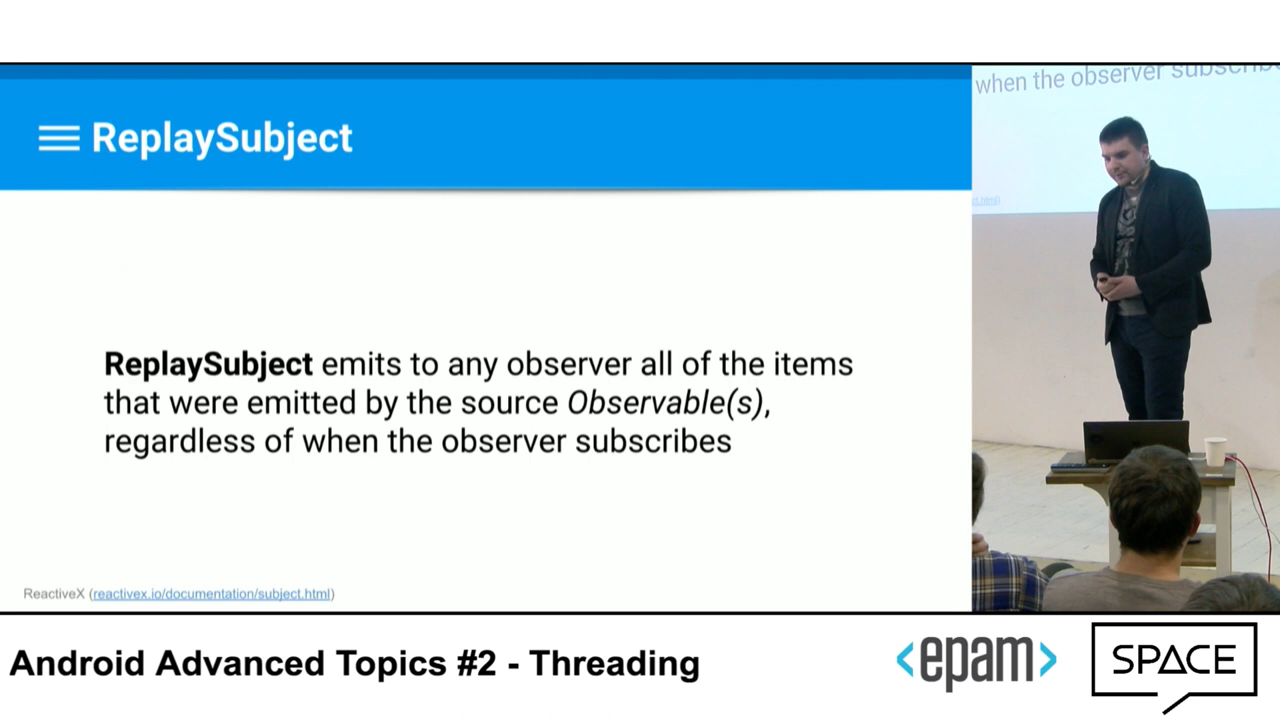 ReplaySubject
when the observer subscribe
ReplaySubject emits to any observer all of the items
that were emitted by the source Observable(s),
regardless of when the observer subscribes
ReactiveX (reactivex.io/documentation/subject.html)
Android Advanced Topics #2 - Threading
<epam>
SPACE